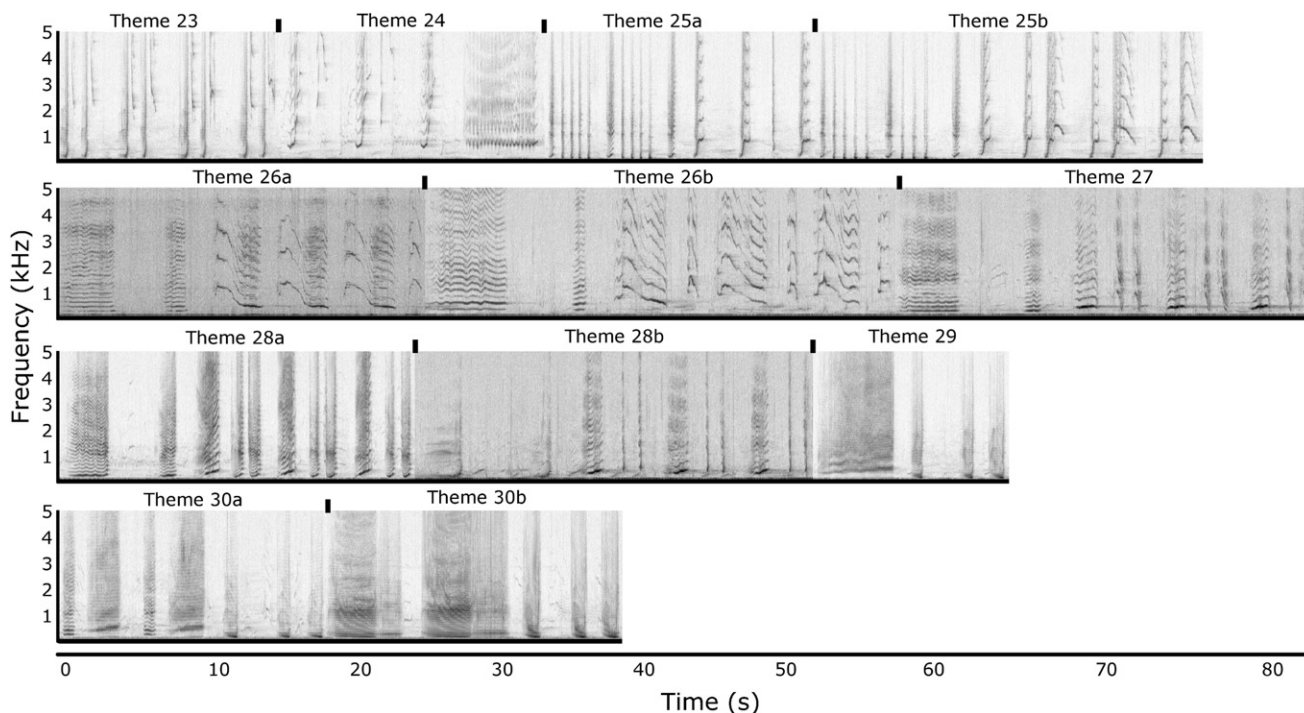 Theme 23 Theme 24 Theme 25a Theme 25b
5
4
3
2
1
Theme 26a Theme 26b Theme 27
5
4
3
2
1
Frequency (kHz)
Theme 28a Theme 28b Theme 29
5
4
3
2
1
Theme 30a Theme 30b
5
4
3
2
1
0 10 20 30 40 50 60 70 80
Time (s)